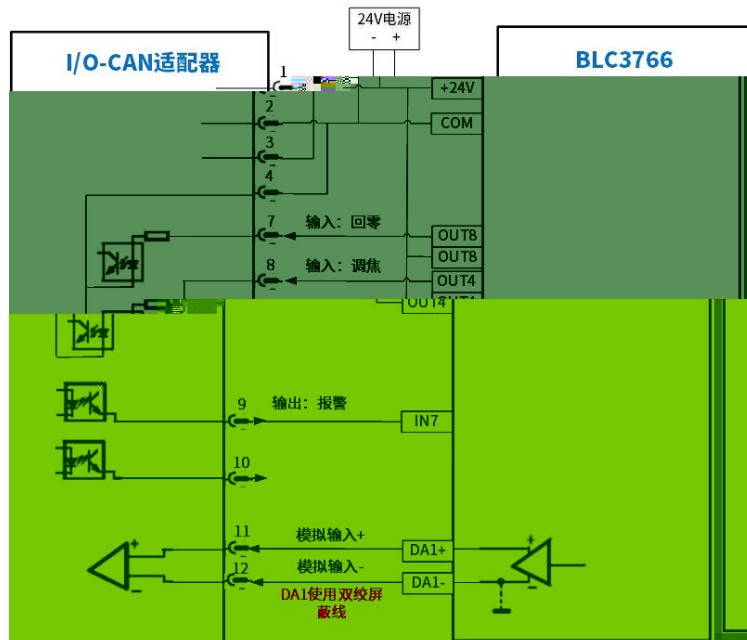 24V电源
- +
I/O-CAN适配器
BLC3766
1
+24V
2
COM
3
4
7
输入：回零
OUT8
OUT8
8
输入：调焦
OUT4
OUT4
9
输出：报警
IN7
10
11
模拟输入+
DA1+
+
+
12
模拟输入-
DA1-
-
-
DA1使用双绞屏
蔽线